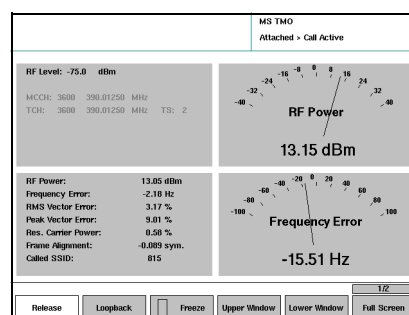 MS TMO
Attached > Call Active
RF Level: -75.0 dBm
MCCH: 3600 390.01250 MHz
TCH: 3600 390.01250 MHz TS: 2
-40 -32 -24 -16 -8 0 8 16 24 32 40
RF Power
13.15 dBm
RF Power: 13.05 dBm
Frequency Error: -2.18 Hz
RMS Vector Error: 3.17 %
Peak Vector Error: 9.01 %
Res. Carrier Power: 0.58 %
Frame Alignment: -0.089 sym.
Called SSID: 815
-100 -80 -60 -40 -20 0 20 40 60 80 100
Frequency Error
-15.51 Hz
1/2
Release Loopback Freeze Upper Window Lower Window Full Screen